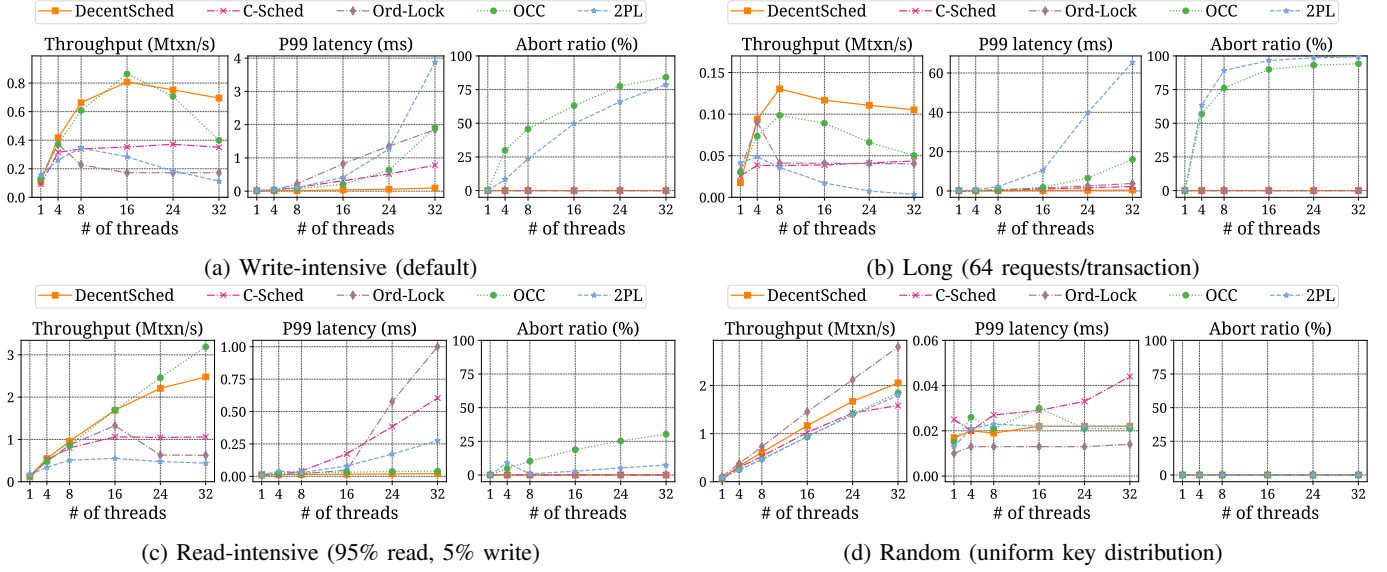 DecentSched C-Sched Ord-Lock OCC 2PL
DecentSched C-Sched Ord-Lock OCC 2PL
Throughput (Mtxn/s) P99 latency (ms) Abort ratio (%)
0.8
0.6
0.4
0.2
0.0
1 4 8 16 24 32
# of threads
4
3
2
1
0
1 4 8 16 24 32
# of threads
100
75
50
25
0
1 4 8 16 24 32
# of threads
(a) Write-intensive (default)
Throughput (Mtxn/s) P99 latency (ms) Abort ratio (%)
0.15
0.10
0.05
0.00
1 4 8 16 24 32
# of threads
60
40
20
0
1 4 8 16 24 32
# of threads
100
75
50
25
0
1 4 8 16 24 32
# of threads
(b) Long (64 requests/transaction)
DecentSched C-Sched Ord-Lock OCC 2PL
DecentSched C-Sched Ord-Lock OCC 2PL
Throughput (Mtxn/s) P99 latency (ms) Abort ratio (%)
3
2
1
0
1 4 8 16 24 32
# of threads
1.00
0.75
0.50
0.25
0.00
1 4 8 16 24 32
# of threads
100
75
50
25
0
1 4 8 16 24 32
# of threads
(c) Read-intensive (95% read, 5% write)
Throughput (Mtxn/s) P99 latency (ms) Abort ratio (%)
2
1
0
1 4 8 16 24 32
# of threads
0.06
0.04
0.02
0.00
1 4 8 16 24 32
# of threads
100
75
50
25
0
1 4 8 16 24 32
# of threads
(d) Random (uniform key distribution)